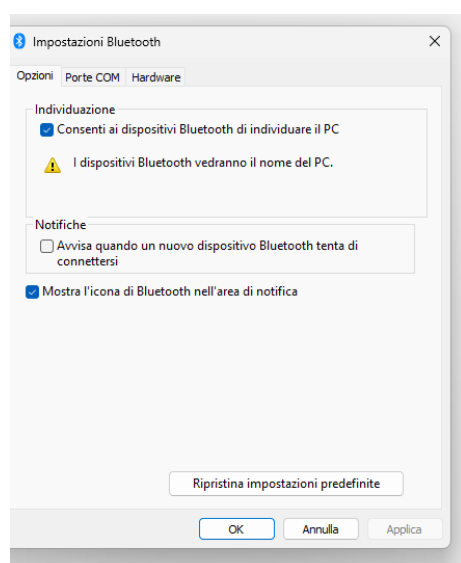 Impostazioni Bluetooth
Opzioni Porte COM Hardware
Individuazione
Consenti ai dispositivi Bluetooth di individuare il PC
I dispositivi Bluetooth vedranno il nome del PC.
Notifiche
Avvisa quando un nuovo dispositivo Bluetooth tenta di
connettersi
Mostra l'icona di Bluetooth nell'area di notifica
Ripristina impostazioni predefinite
OK Annulla Applica